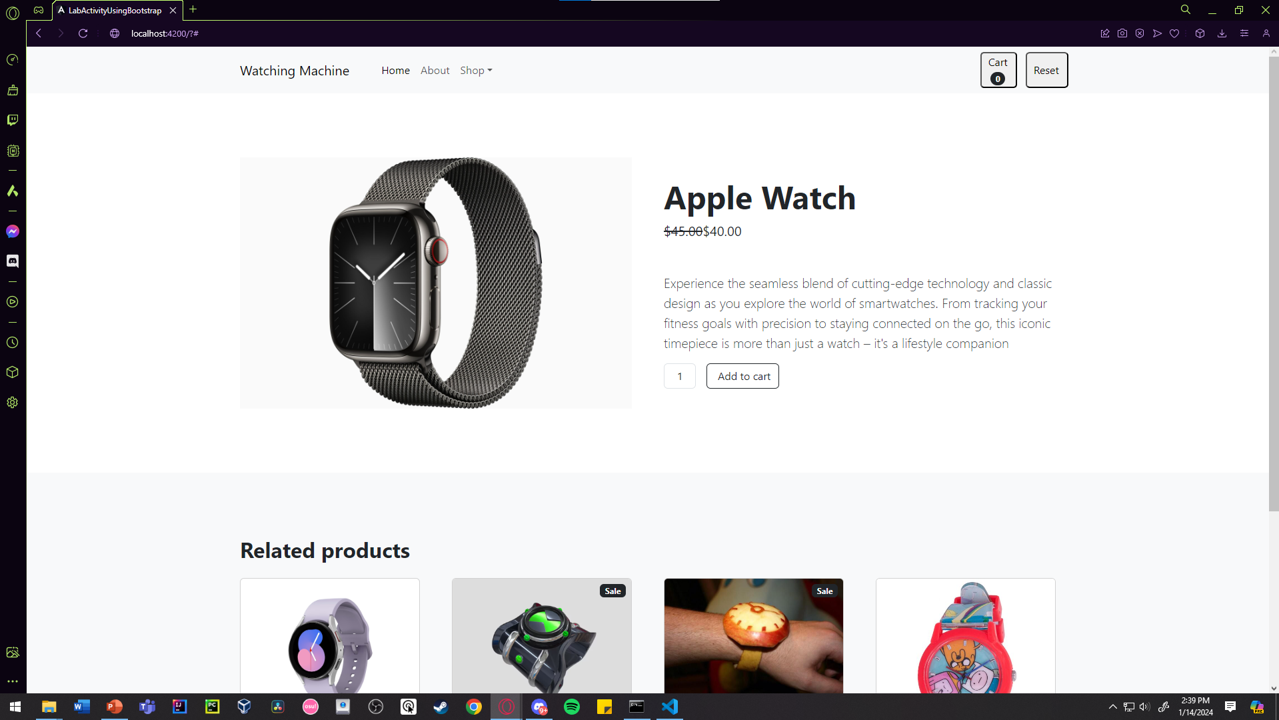 LabActivityUsingBootstrap
localhost:4200/?#
Watching Machine
Home
About
Shop
Cart
0
Reset
Apple Watch
$45.00$40.00
Experience the seamless blend of cutting-edge technology and classic
design as you explore the world of smartwatches. From tracking your
fitness goals with precision to staying connected on the go, this iconic
timepiece is more than just a watch – it's a lifestyle companion
1
Add to cart
Related products
Sale
Sale
2:39 PM
1/14/2024